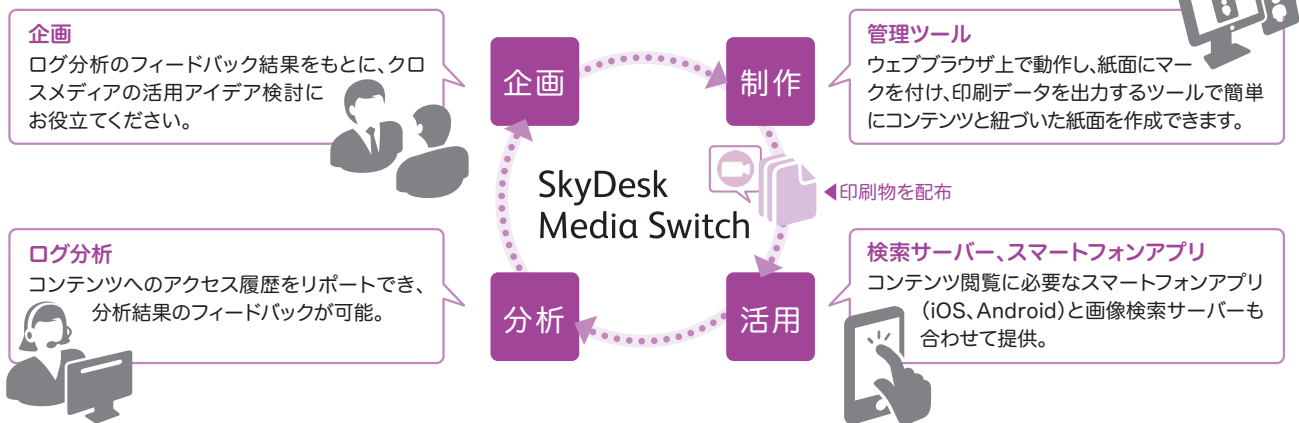 企画
ログ分析のフィードバック結果をもとに、クロ
スメディアの活用アイデア検討に
お役立てください。
企画
制作
管理ツール
ウェブブラウザ上で動作し、紙面にマー
クを付け、印刷データを出力するツールで簡単
にコンテンツと紐づいた紙面を作成できます。
SkyDesk
Media Switch
◀印刷物を配布
ログ分析
コンテンツへのアクセス履歴をリポートでき、
分析結果のフィードバックが可能。
分析
活用
検索サーバー、スマートフォンアプリ
コンテンツ閲覧に必要なスマートフォンアプリ
（iOS、Android）と画像検索サーバーも
合わせて提供。